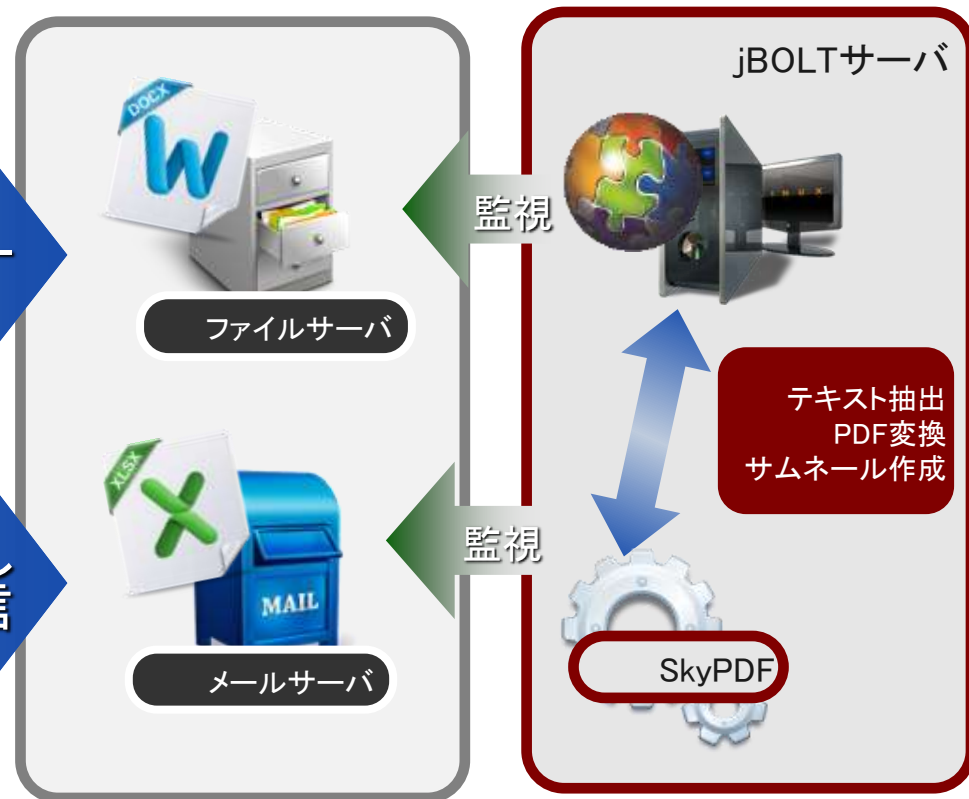 jBOLTサーバ
DOCX
W
監視
LINUX
ファイルサーバ
テキスト抽出
PDF変換
サムネール作成
XLSX
X
監視
MAIL
信
SkyPDF
メールサーバ